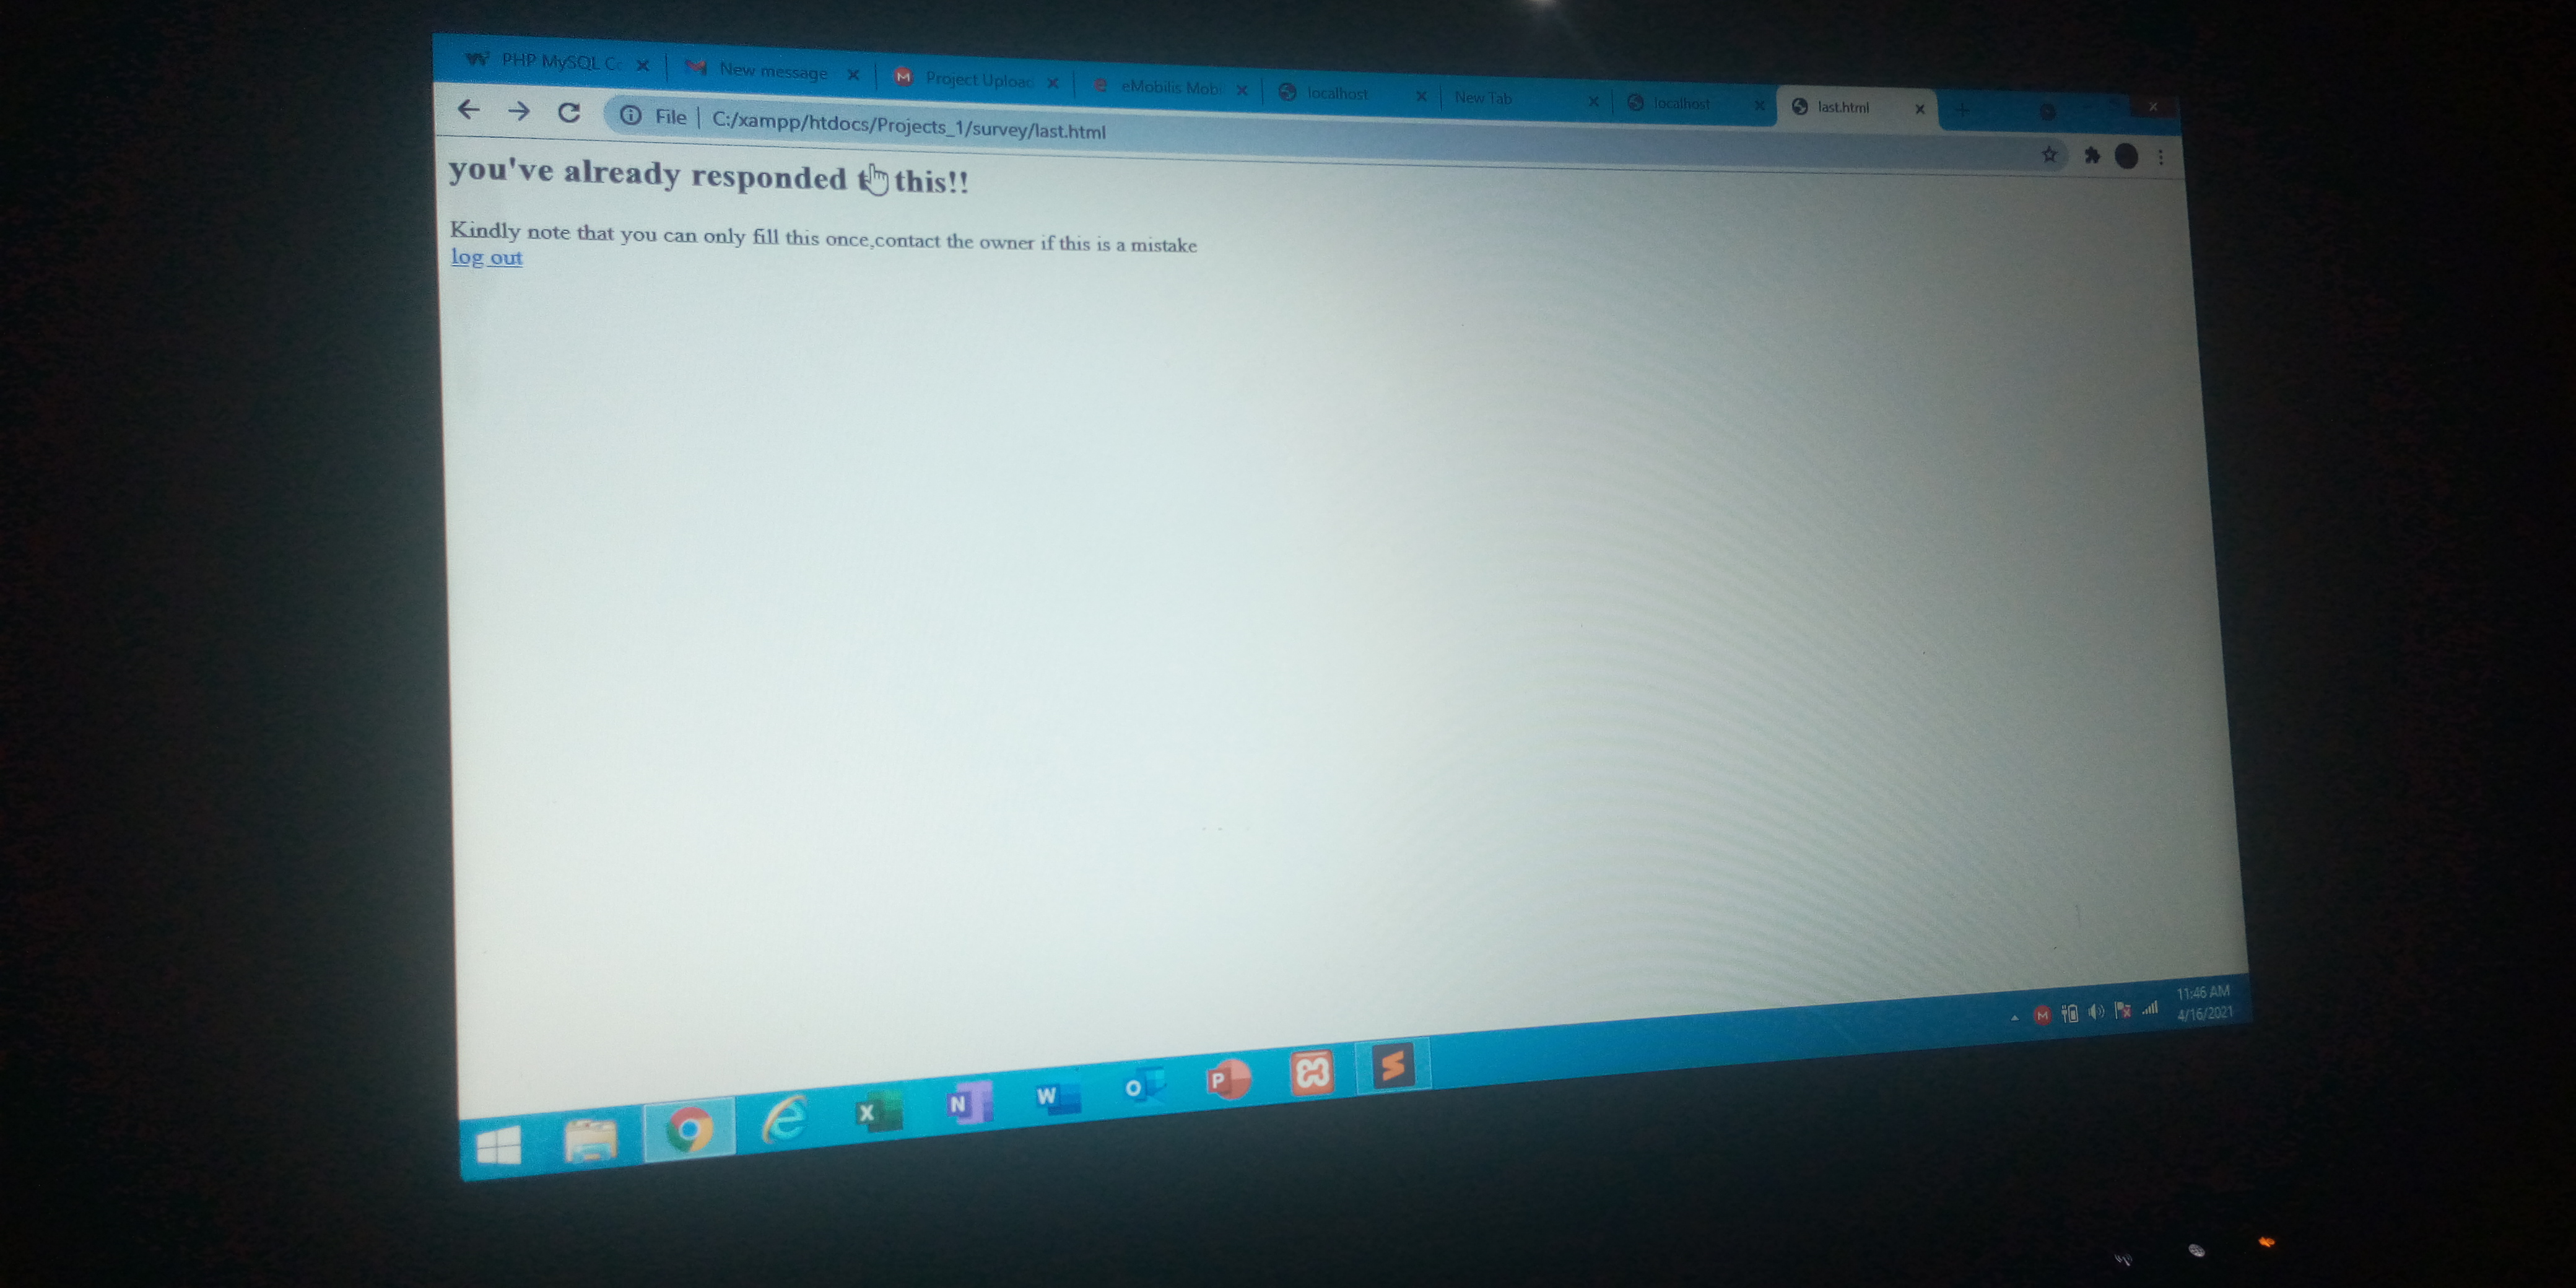 PHP MySQL Co
New message
Project Upload
eMobilis Mobi
localhost
New Tab
localhost
last.html
File
C:/xampp/htdocs/Projects_1/survey/last.html
you've already responded this!!
Kindly note that you can only fill this once,contact the owner if this is a mistake
log out
11:46 AM
4/16/2021